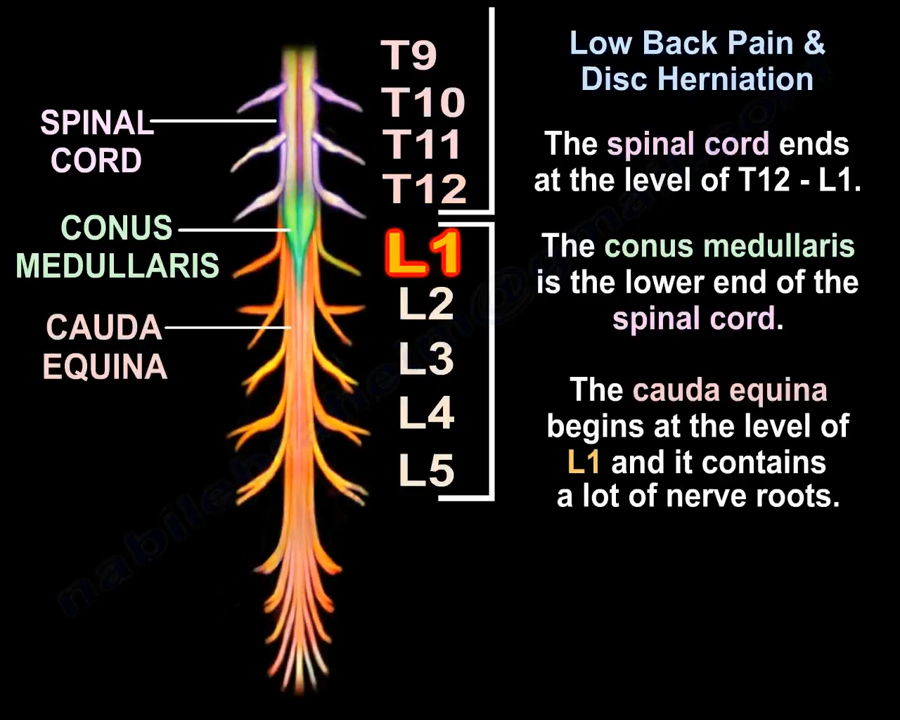 SPINAL
CORD
CONUS
MEDULLARIS
CAUDA
EQUINA
T9
T10
T11
T12
L1
L2
L3
L4
L5
Low Back Pain &
Disc Herniation
The spinal cord ends
at the level of T12 - L1.
The conus medullaris
is the lower end of the
spinal cord.
The cauda equina
begins at the level of
L1 and it contains
a lot of nerve roots.